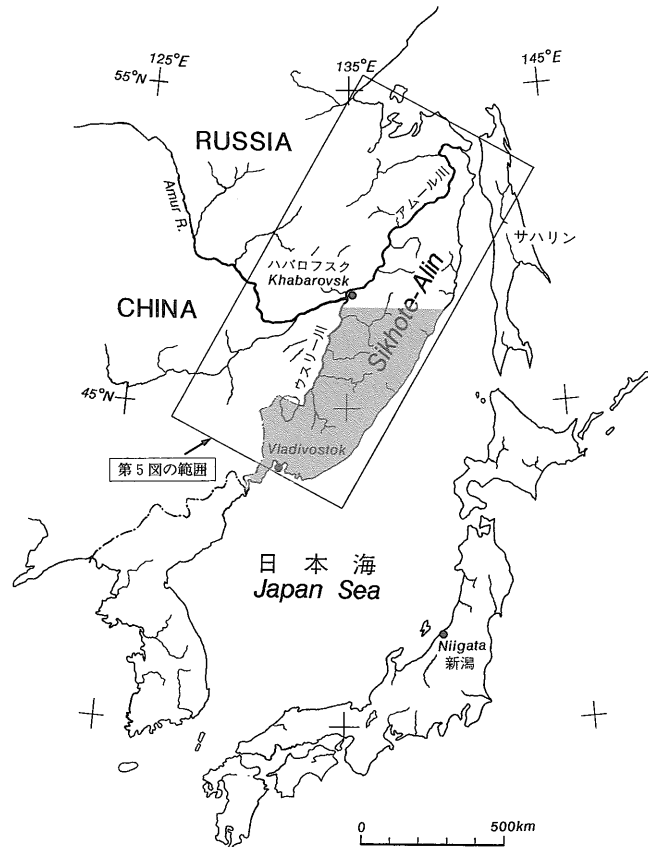 125°E
135°E
145°E
55°N
RUSSIA
Amur R.
アムール川
サハリン
ハバロフスク
Khabarovsk
Sikhote-Alin
CHINA
ウスリー川
45°N
Vladivostok
第5図の範囲
日本海
Japan Sea
Niigata
新潟
0 500km